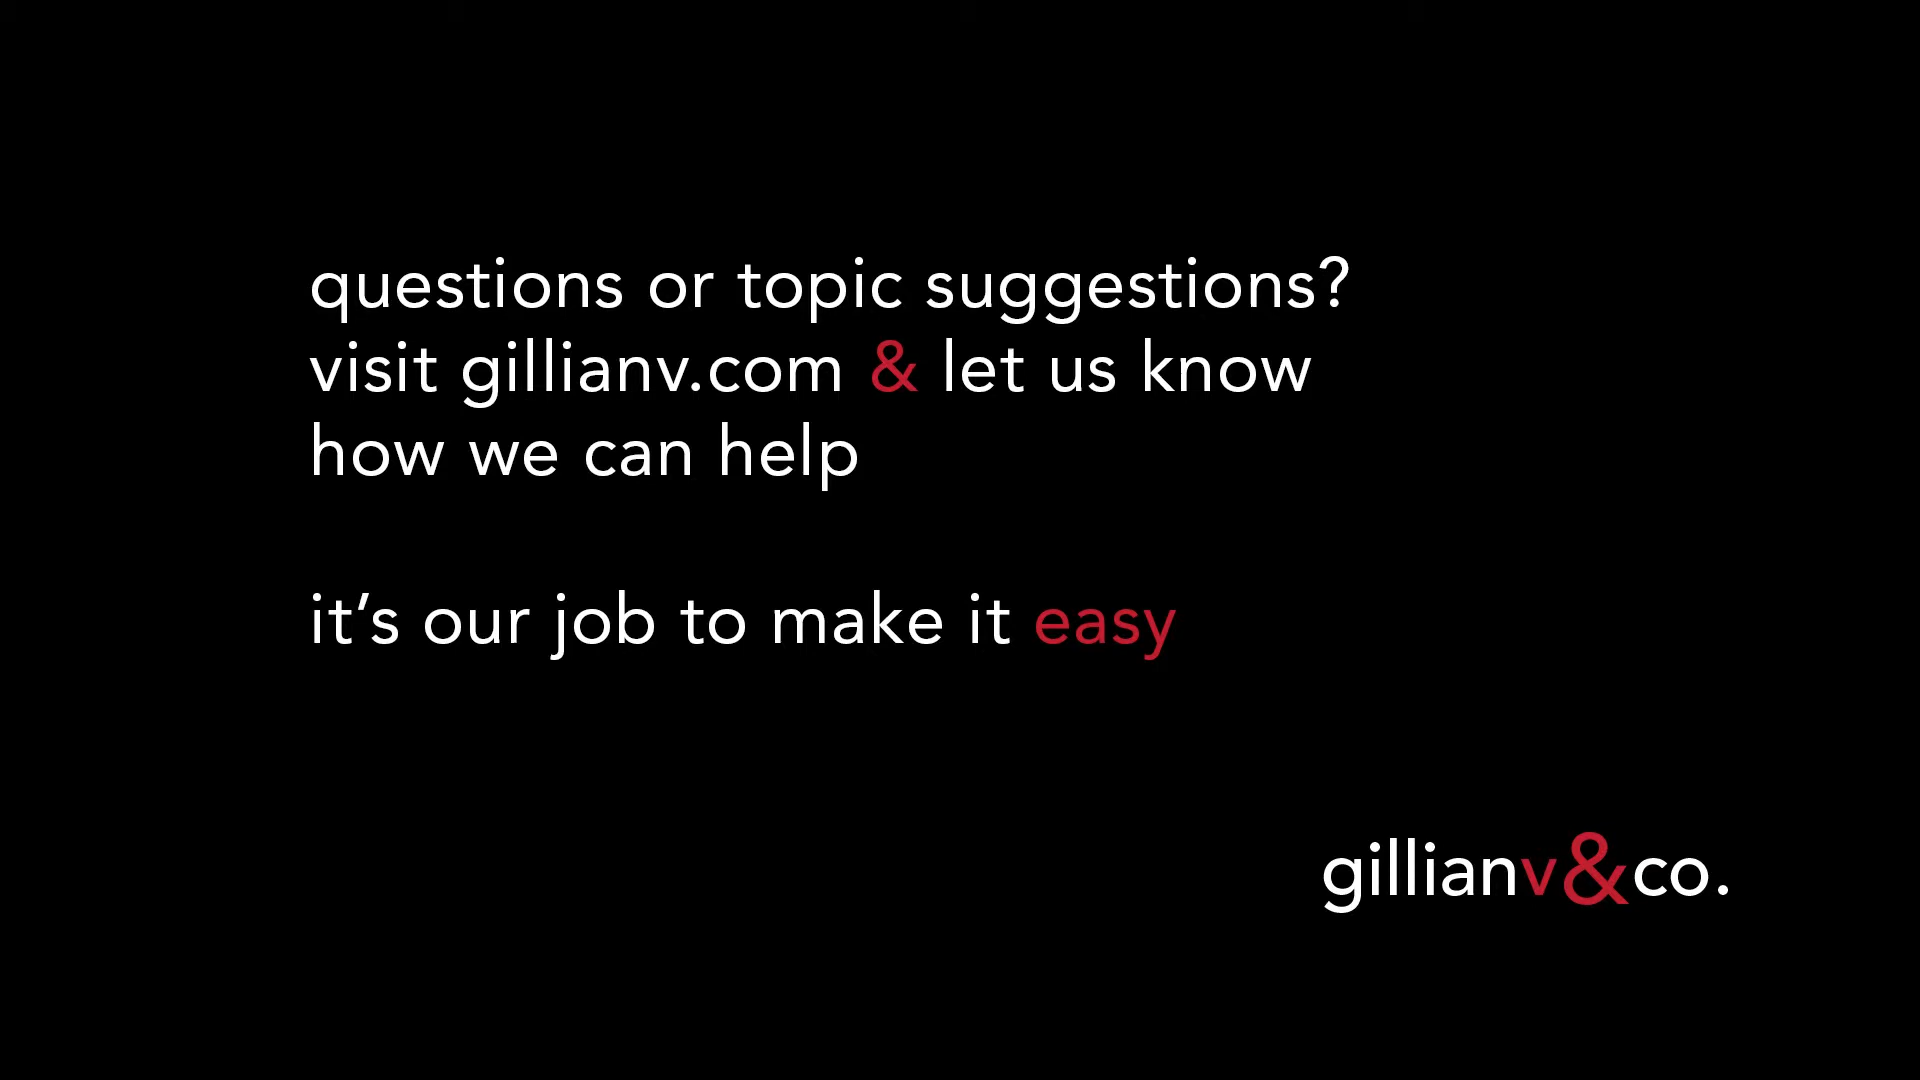 questions or topic suggestions?
visit gillianv.com & let us know
how we can help
it’s our job to make it easy
gillianv&co.